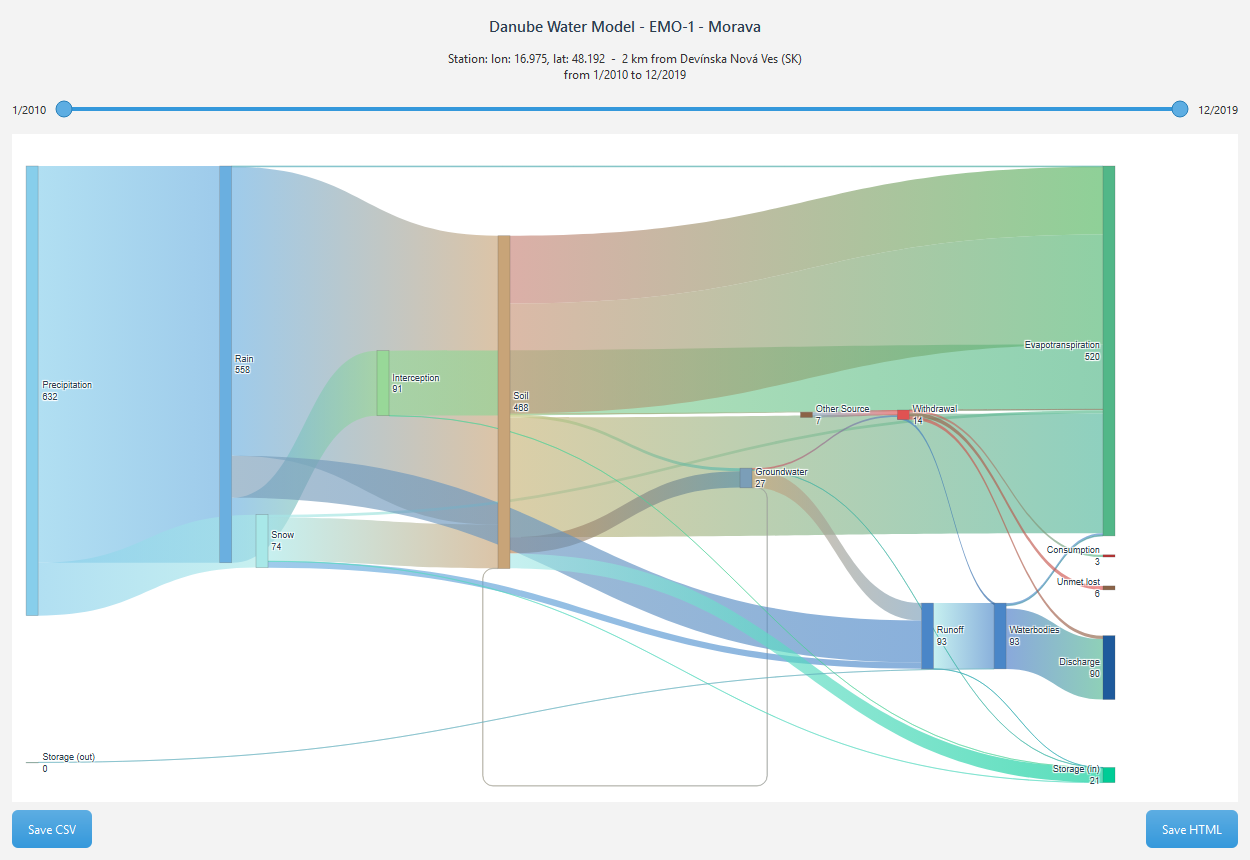 Danube Water Model - EMO-1 - Morava
Station: lon: 16.975, lat: 48.192 - 2 km from Devínska Nová Ves (SK)
from 1/2010 to 12/2019
1/2010
12/2019
Precipitation
632
Rain
558
Snow
74
Interception
91
Soil
468
Other Source
7
Withdrawal
14
Groundwater
27
Evapotranspiration
520
Consumption
3
Unmet lost
6
Runoff
93
Waterbodies
93
Discharge
90
Storage (out)
0
Storage (in)
21
Save CSV
Save HTML